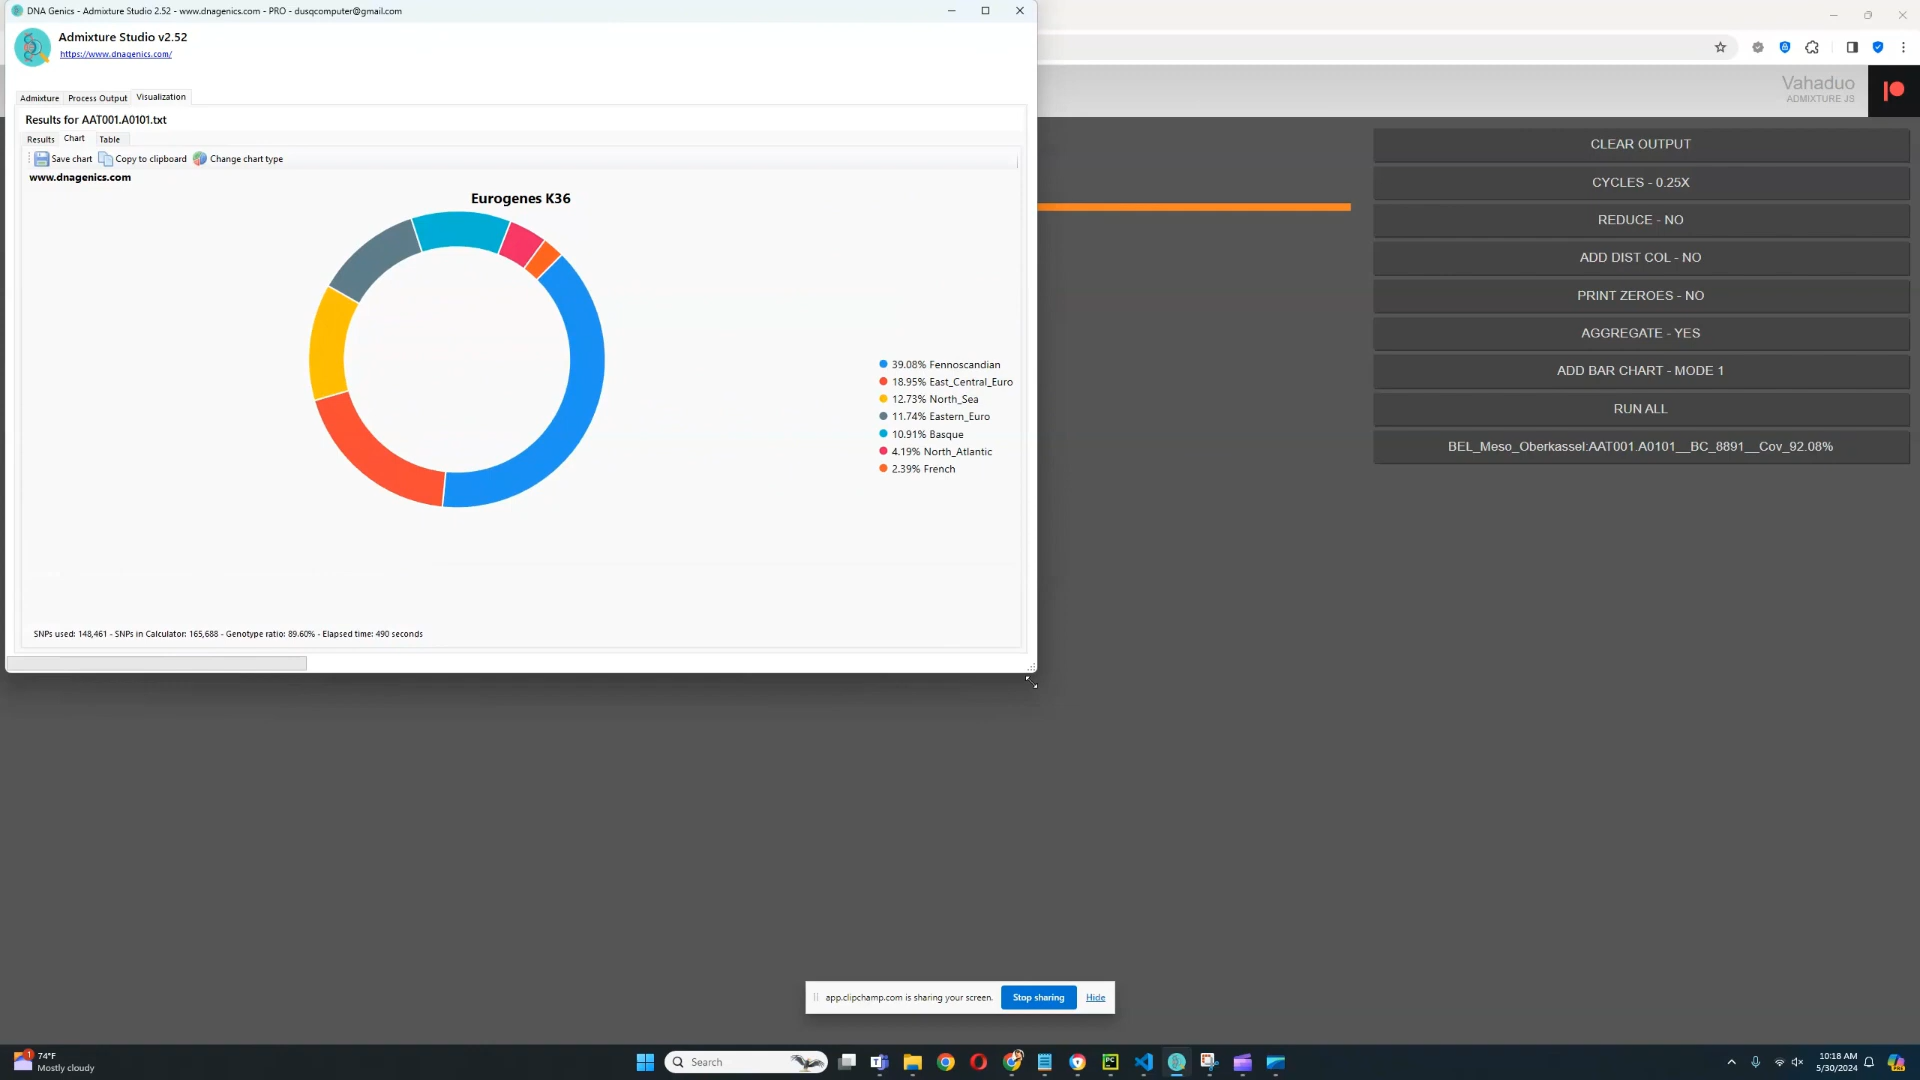 DNA Genics - Admixture Studio 2.52 - www.dnagenics.com - PRO - dusqcomputer@gmail.com
Admixture Studio v2.52
https://www.dnagenics.com/
Admixture
Process Output
Visualization
Results for AAT001.A0101.txt
Results
Chart
Table
Save chart
Copy to clipboard
Change chart type
www.dnagenics.com
Eurogenes K36
39.08% Fennoscandian
18.95% East_Central_Euro
12.73% North_Sea
11.74% Eastern_Euro
10.91% Basque
4.19% North_Atlantic
2.39% French
SNPs used: 148,461 - SNPs in Calculator: 165,688 - Genotype ratio: 89.60% - Elapsed time: 490 seconds
Vahaduo
ADMIXTURE JS
CLEAR OUTPUT
CYCLES - 0.25X
REDUCE - NO
ADD DIST COL - NO
PRINT ZEROES - NO
AGGREGATE - YES
ADD BAR CHART - MODE 1
RUN ALL
BEL_Meso_Oberkassel:AAT001.A0101__BC_8891__Cov_92.08%
app.clipchamp.com is sharing your screen.
Stop sharing
Hide
1
74°F
Mostly cloudy
Search
10:18 AM
5/30/2024